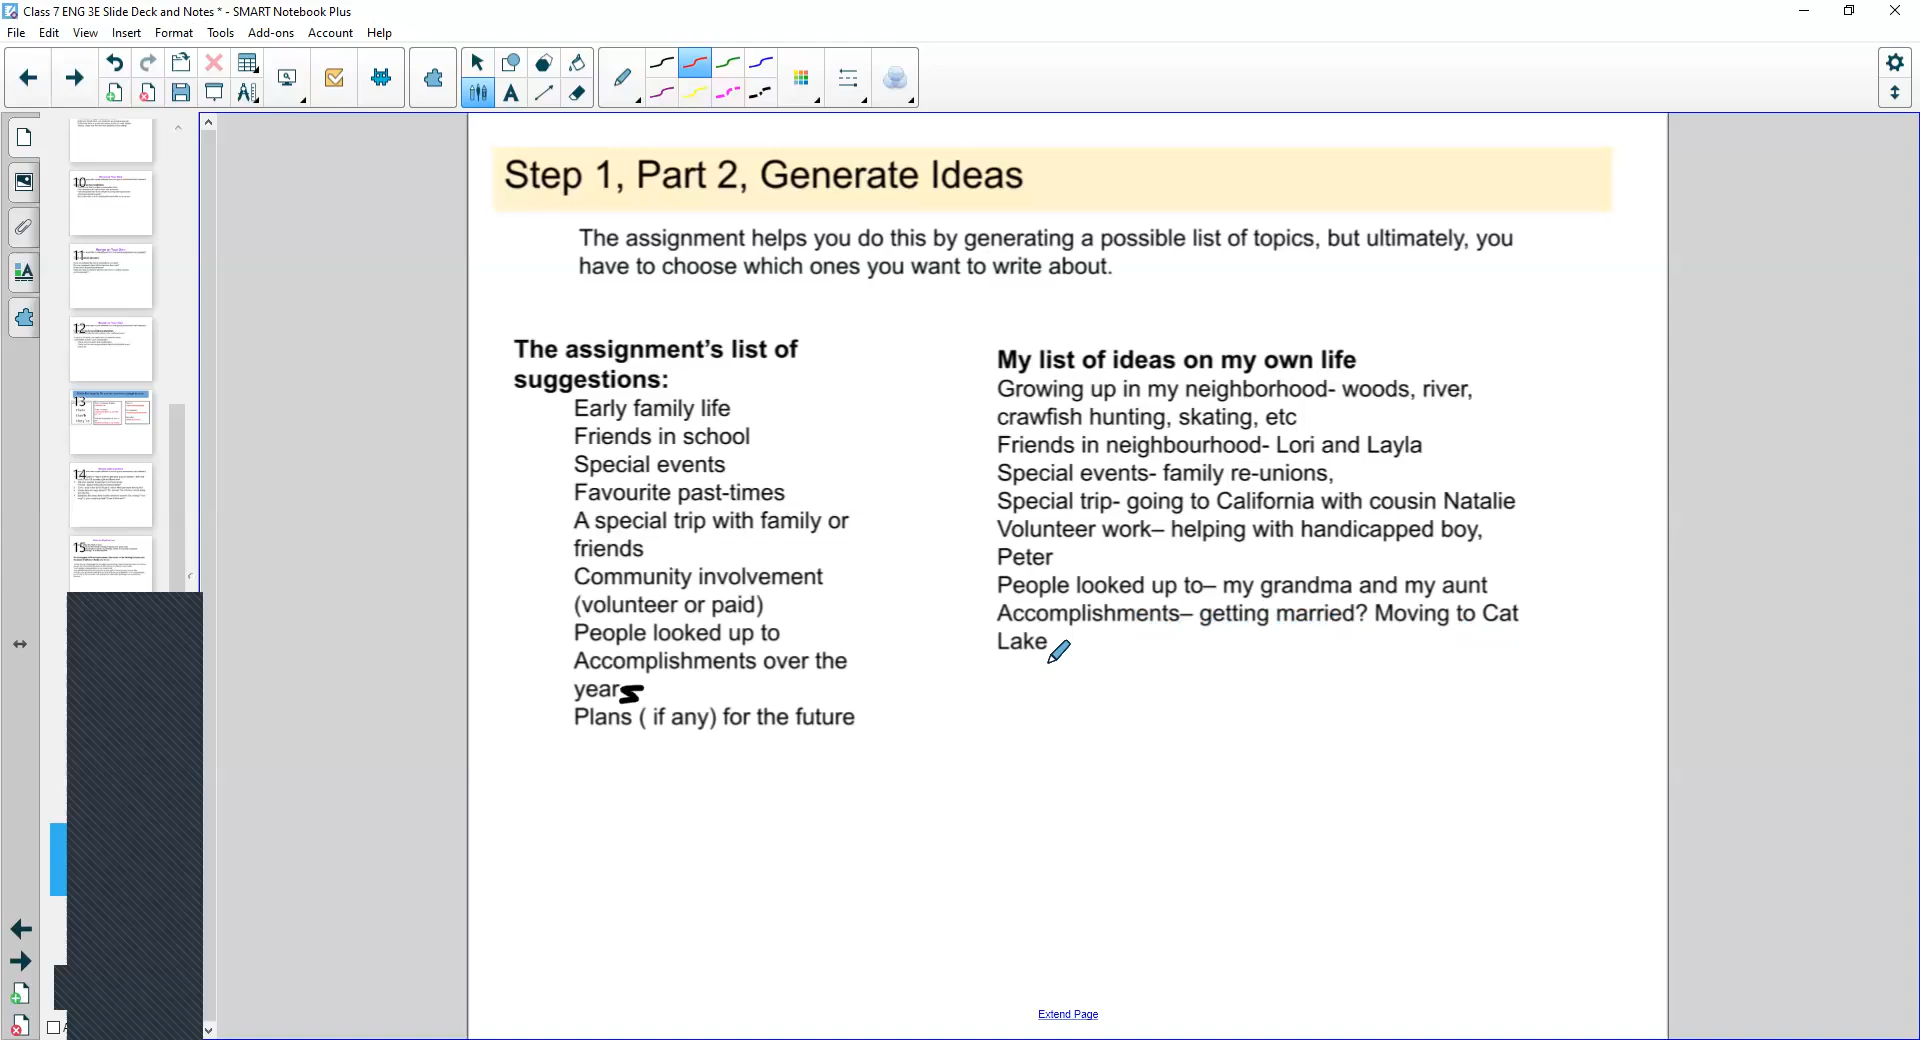 Class 7 ENG 3E Slide Deck and Notes * - SMART Notebook Plus
File Edit View Insert Format Tools Add-ons Account Help
10
11
12
13
14
15
Step 1, Part 2, Generate Ideas
The assignment helps you do this by generating a possible list of topics, but ultimately, you
have to choose which ones you want to write about.
The assignment's list of
suggestions:
Early family life
Friends in school
Special events
Favourite past-times
A special trip with family or
friends
Community involvement
(volunteer or paid)
People looked up to
Accomplishments over the
years
Plans ( if any) for the future
My list of ideas on my own life
Growing up in my neighborhood- woods, river,
crawfish hunting, skating, etc
Friends in neighbourhood- Lori and Layla
Special events- family re-unions,
Special trip- going to California with cousin Natalie
Volunteer work– helping with handicapped boy,
Peter
People looked up to– my grandma and my aunt
Accomplishments– getting married? Moving to Cat
Lake
Extend Page